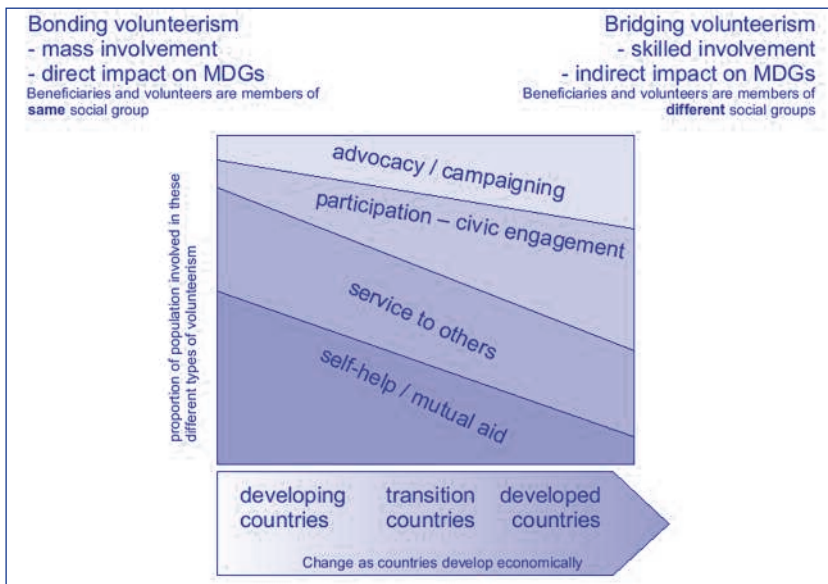 Bonding volunteerism
- mass involvement
- direct impact on MDGs
Beneficiaries and volunteers are members of
same social group
Bridging volunteerism
- skilled involvement
- indirect impact on MDGs
Beneficiaries and volunteers are members of
different social groups
proportion of population involved in these
different types of volunteerism
advocacy / campaigning
participation – civic engagement
service to others
self-help / mutual aid
developing
countries
transition
countries
developed
countries
Change as countries develop economically